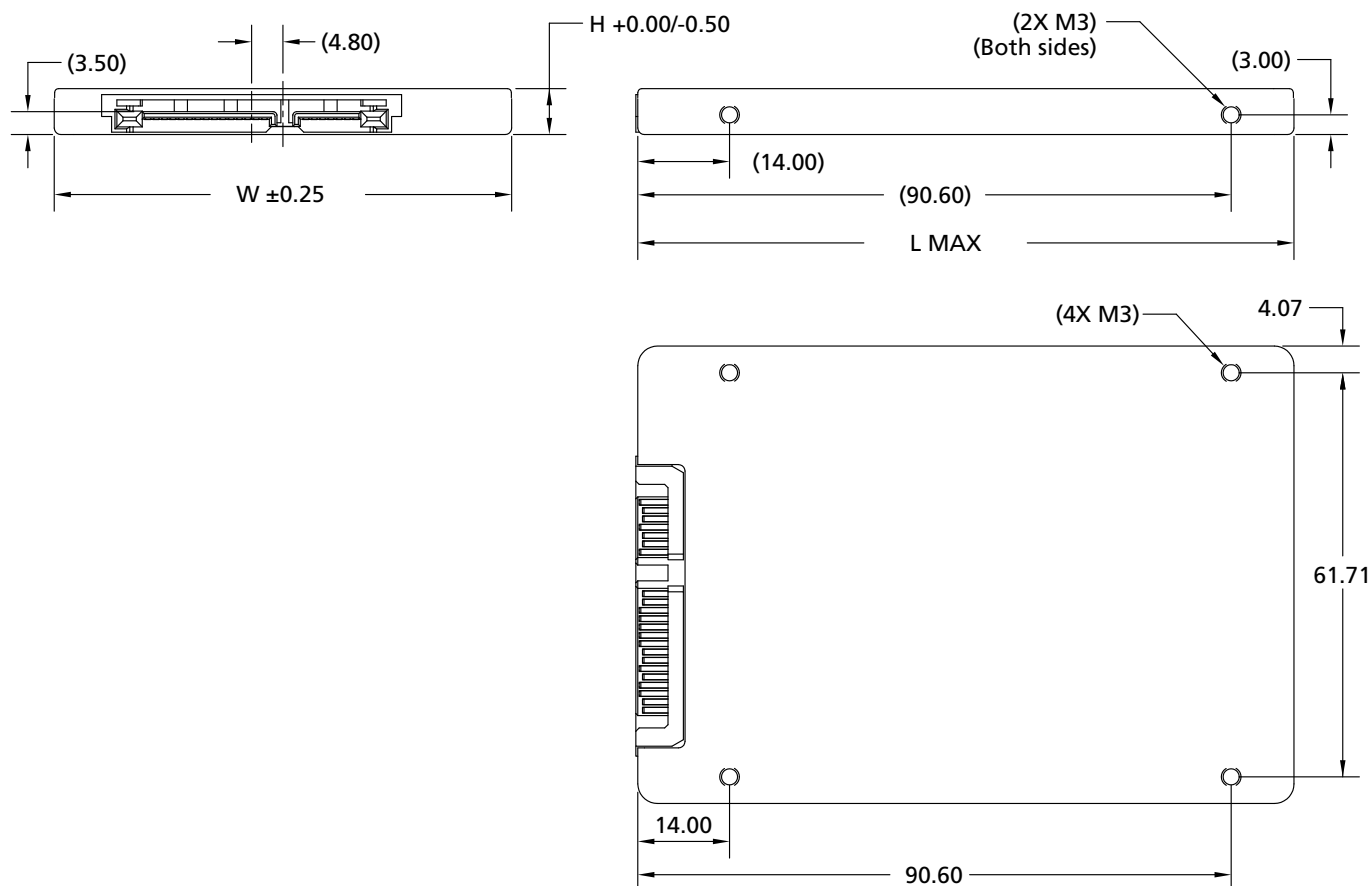 H +0.00/-0.50
(4.80)
(3.50)
W ±0.25
(2X M3)
(Both sides)
(3.00)
(14.00)
(90.60)
L MAX
(4X M3)
4.07
61.71
14.00
90.60